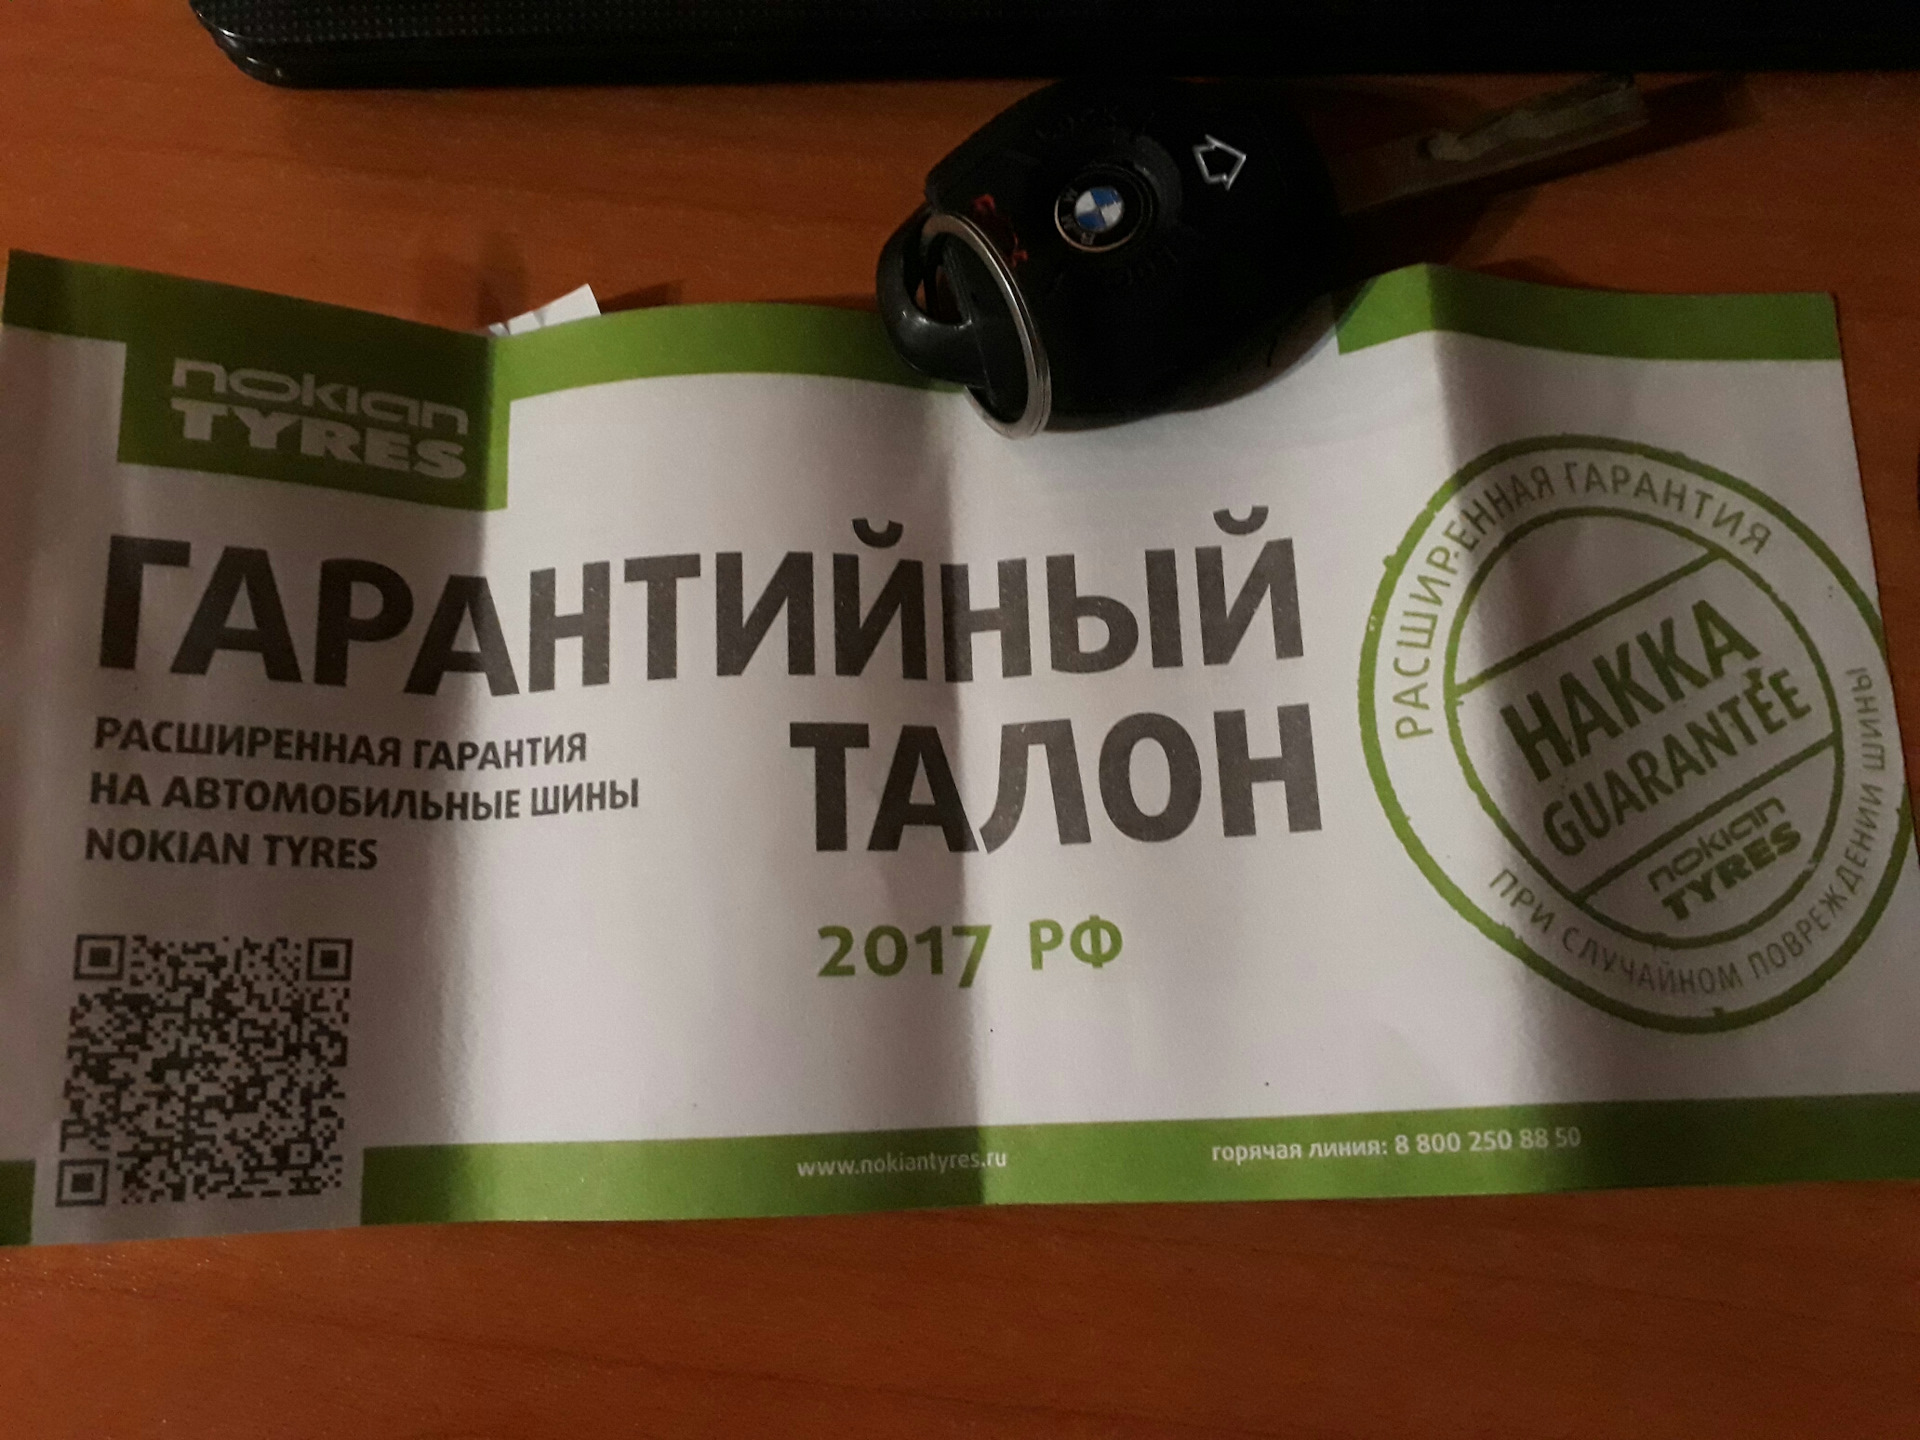 BMW
nokian
TYRES
ГАРАНТИЙНЫЙ
ТАЛОН
РАСШИРЕННАЯ ГАРАНТИЯ
НА АВТОМОБИЛЬНЫЕ ШИНЫ
NOKIAN TYRES
2017 РФ
РАСШИРЕННАЯ ГАРАНТИЯ
HAKKA
GUARANTEE
nokian
TYRES
ПРИ СЛУЧАЙНОМ ПОВРЕЖДЕНИИ ШИНЫ
www.nokiantyres.ru
горячая линия: 8 800 250 88 50